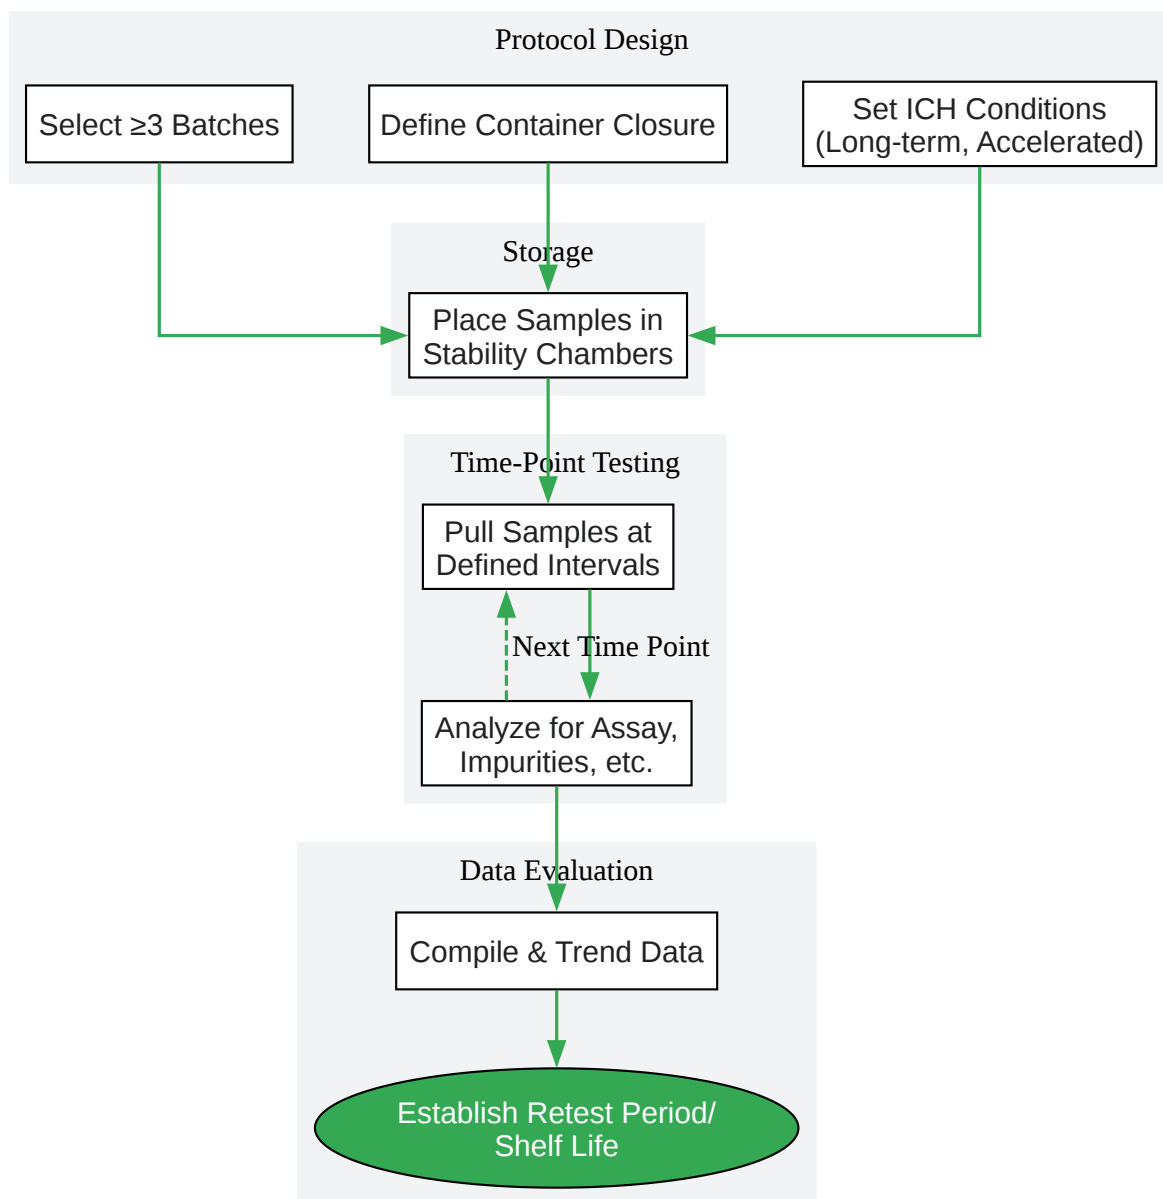 Protocol Design
Select ≥3 Batches
Define Container Closure
Set ICH Conditions
(Long-term, Accelerated)
Storage
Place Samples in
Stability Chambers
Time-Point Testing
Pull Samples at
Defined Intervals
Next Time Point
Analyze for Assay,
Impurities, etc.
Data Evaluation
Compile & Trend Data
Establish Retest Period/
Shelf Life